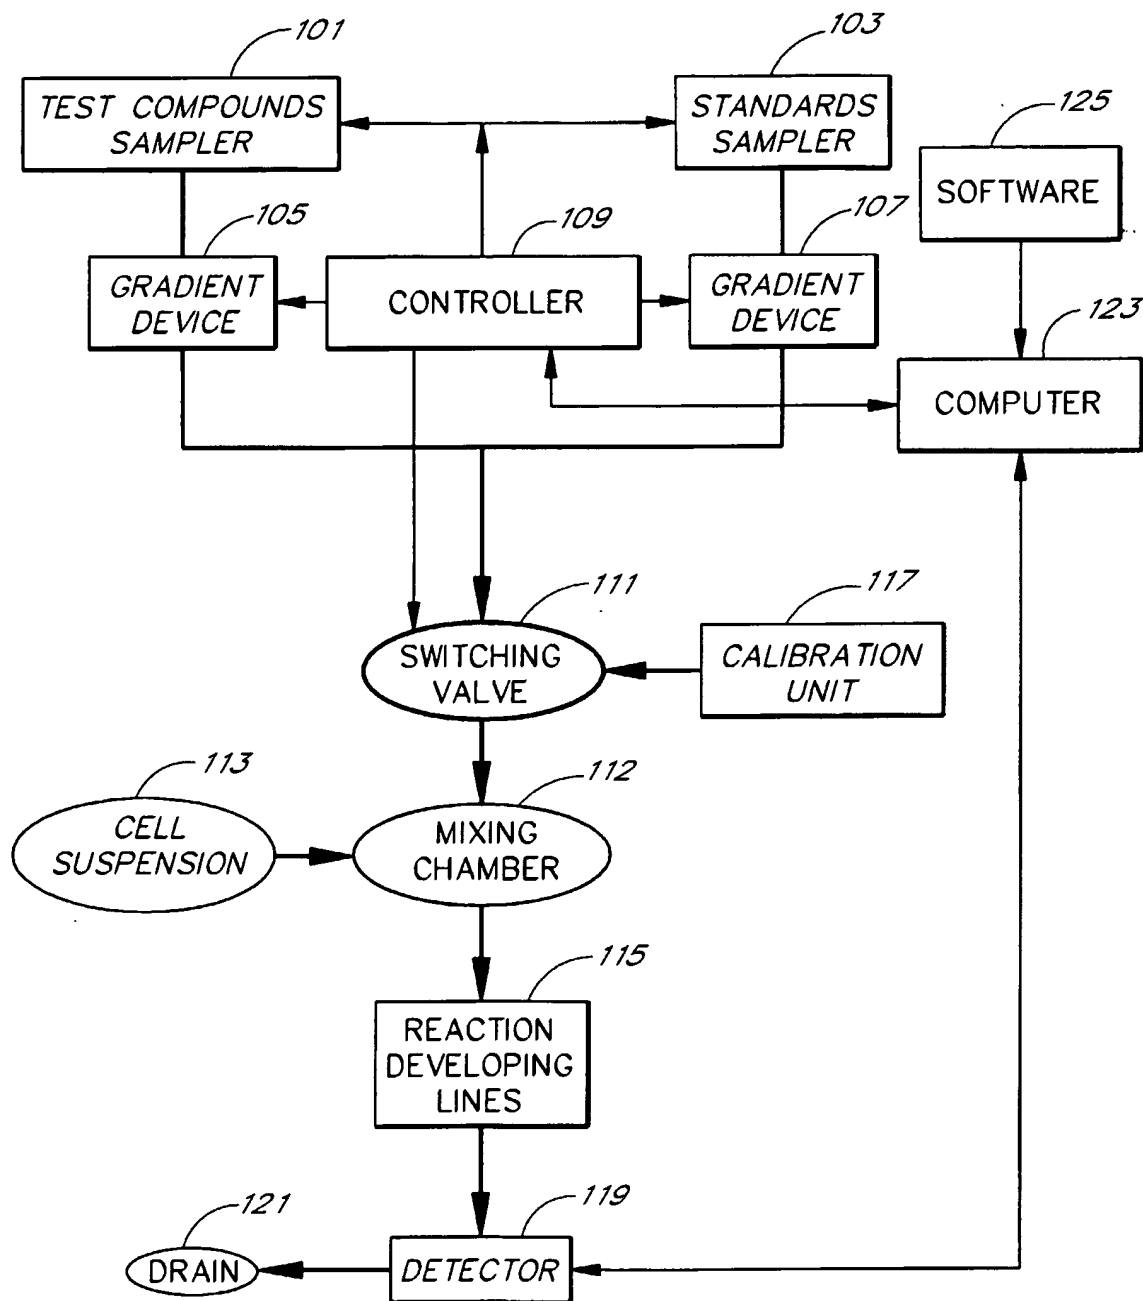 101
103
TEST COMPOUNDS
SAMPLER
STANDARDS
SAMPLER
125
SOFTWARE
105
109
107
GRADIENT
DEVICE
CONTROLLER
GRADIENT
DEVICE
123
COMPUTER
111
117
SWITCHING
VALVE
CALIBRATION
UNIT
113
112
CELL
SUSPENSION
MIXING
CHAMBER
115
REACTION
DEVELOPING
LINES
121
119
DRAIN
DETECTOR